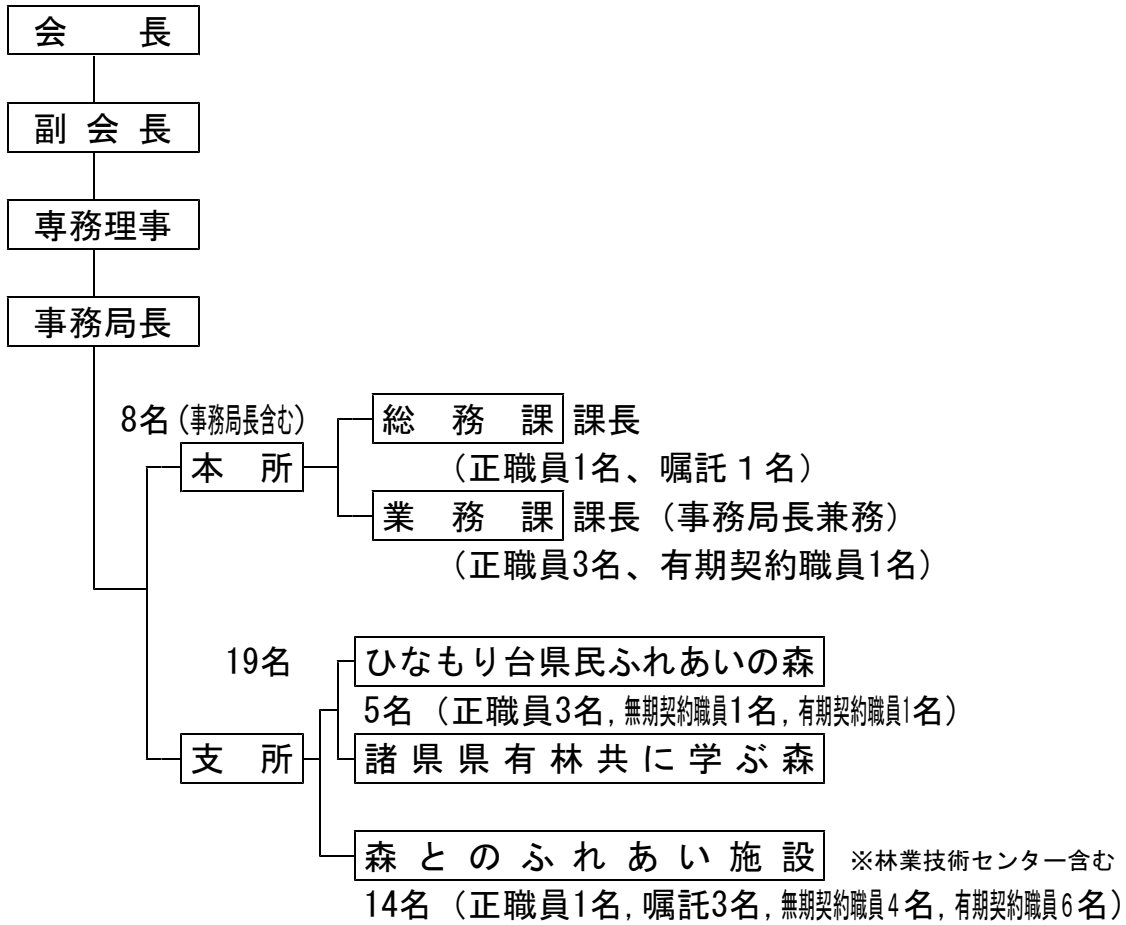 会長
副会長
専務理事
事務局長
8名(事務局長含む)
総務課 課長
本所
(正職員1名、嘱託1名)
業務課 課長(事務局長兼務)
(正職員3名、有期契約職員1名)
19名
ひなもり台県民ふれあいの森
5名(正職員3名,無期契約職員1名,有期契約職員1名)
支所
諸県県有林共に学ぶ森
森とのふれあい施設 ※林業技術センター含む
14名(正職員1名,嘱託3名,無期契約職員4名,有期契約職員6名)